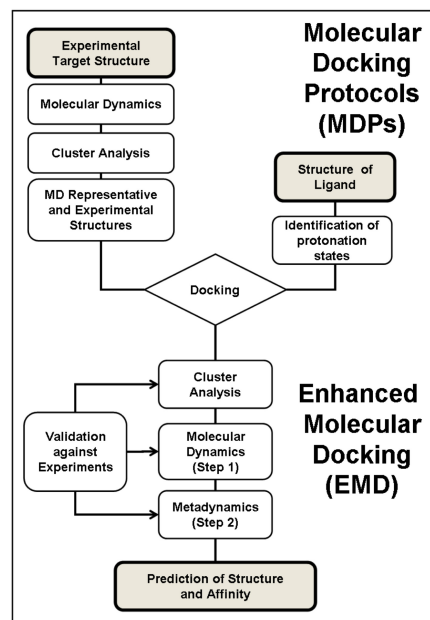 Experimental
Target Structure
Molecular Dynamics
Cluster Analysis
MD Representative
and Experimental
Structures
Molecular
Docking
Protocols
(MDPs)
Structure of
Ligand
Identification of
protonation
states
Docking
Cluster
Analysis
Validation
against
Experiments
Molecular
Dynamics
(Step 1)
Metadynamics
(Step 2)
Enhanced
Molecular
Docking
(EMD)
Prediction of Structure
and Affinity